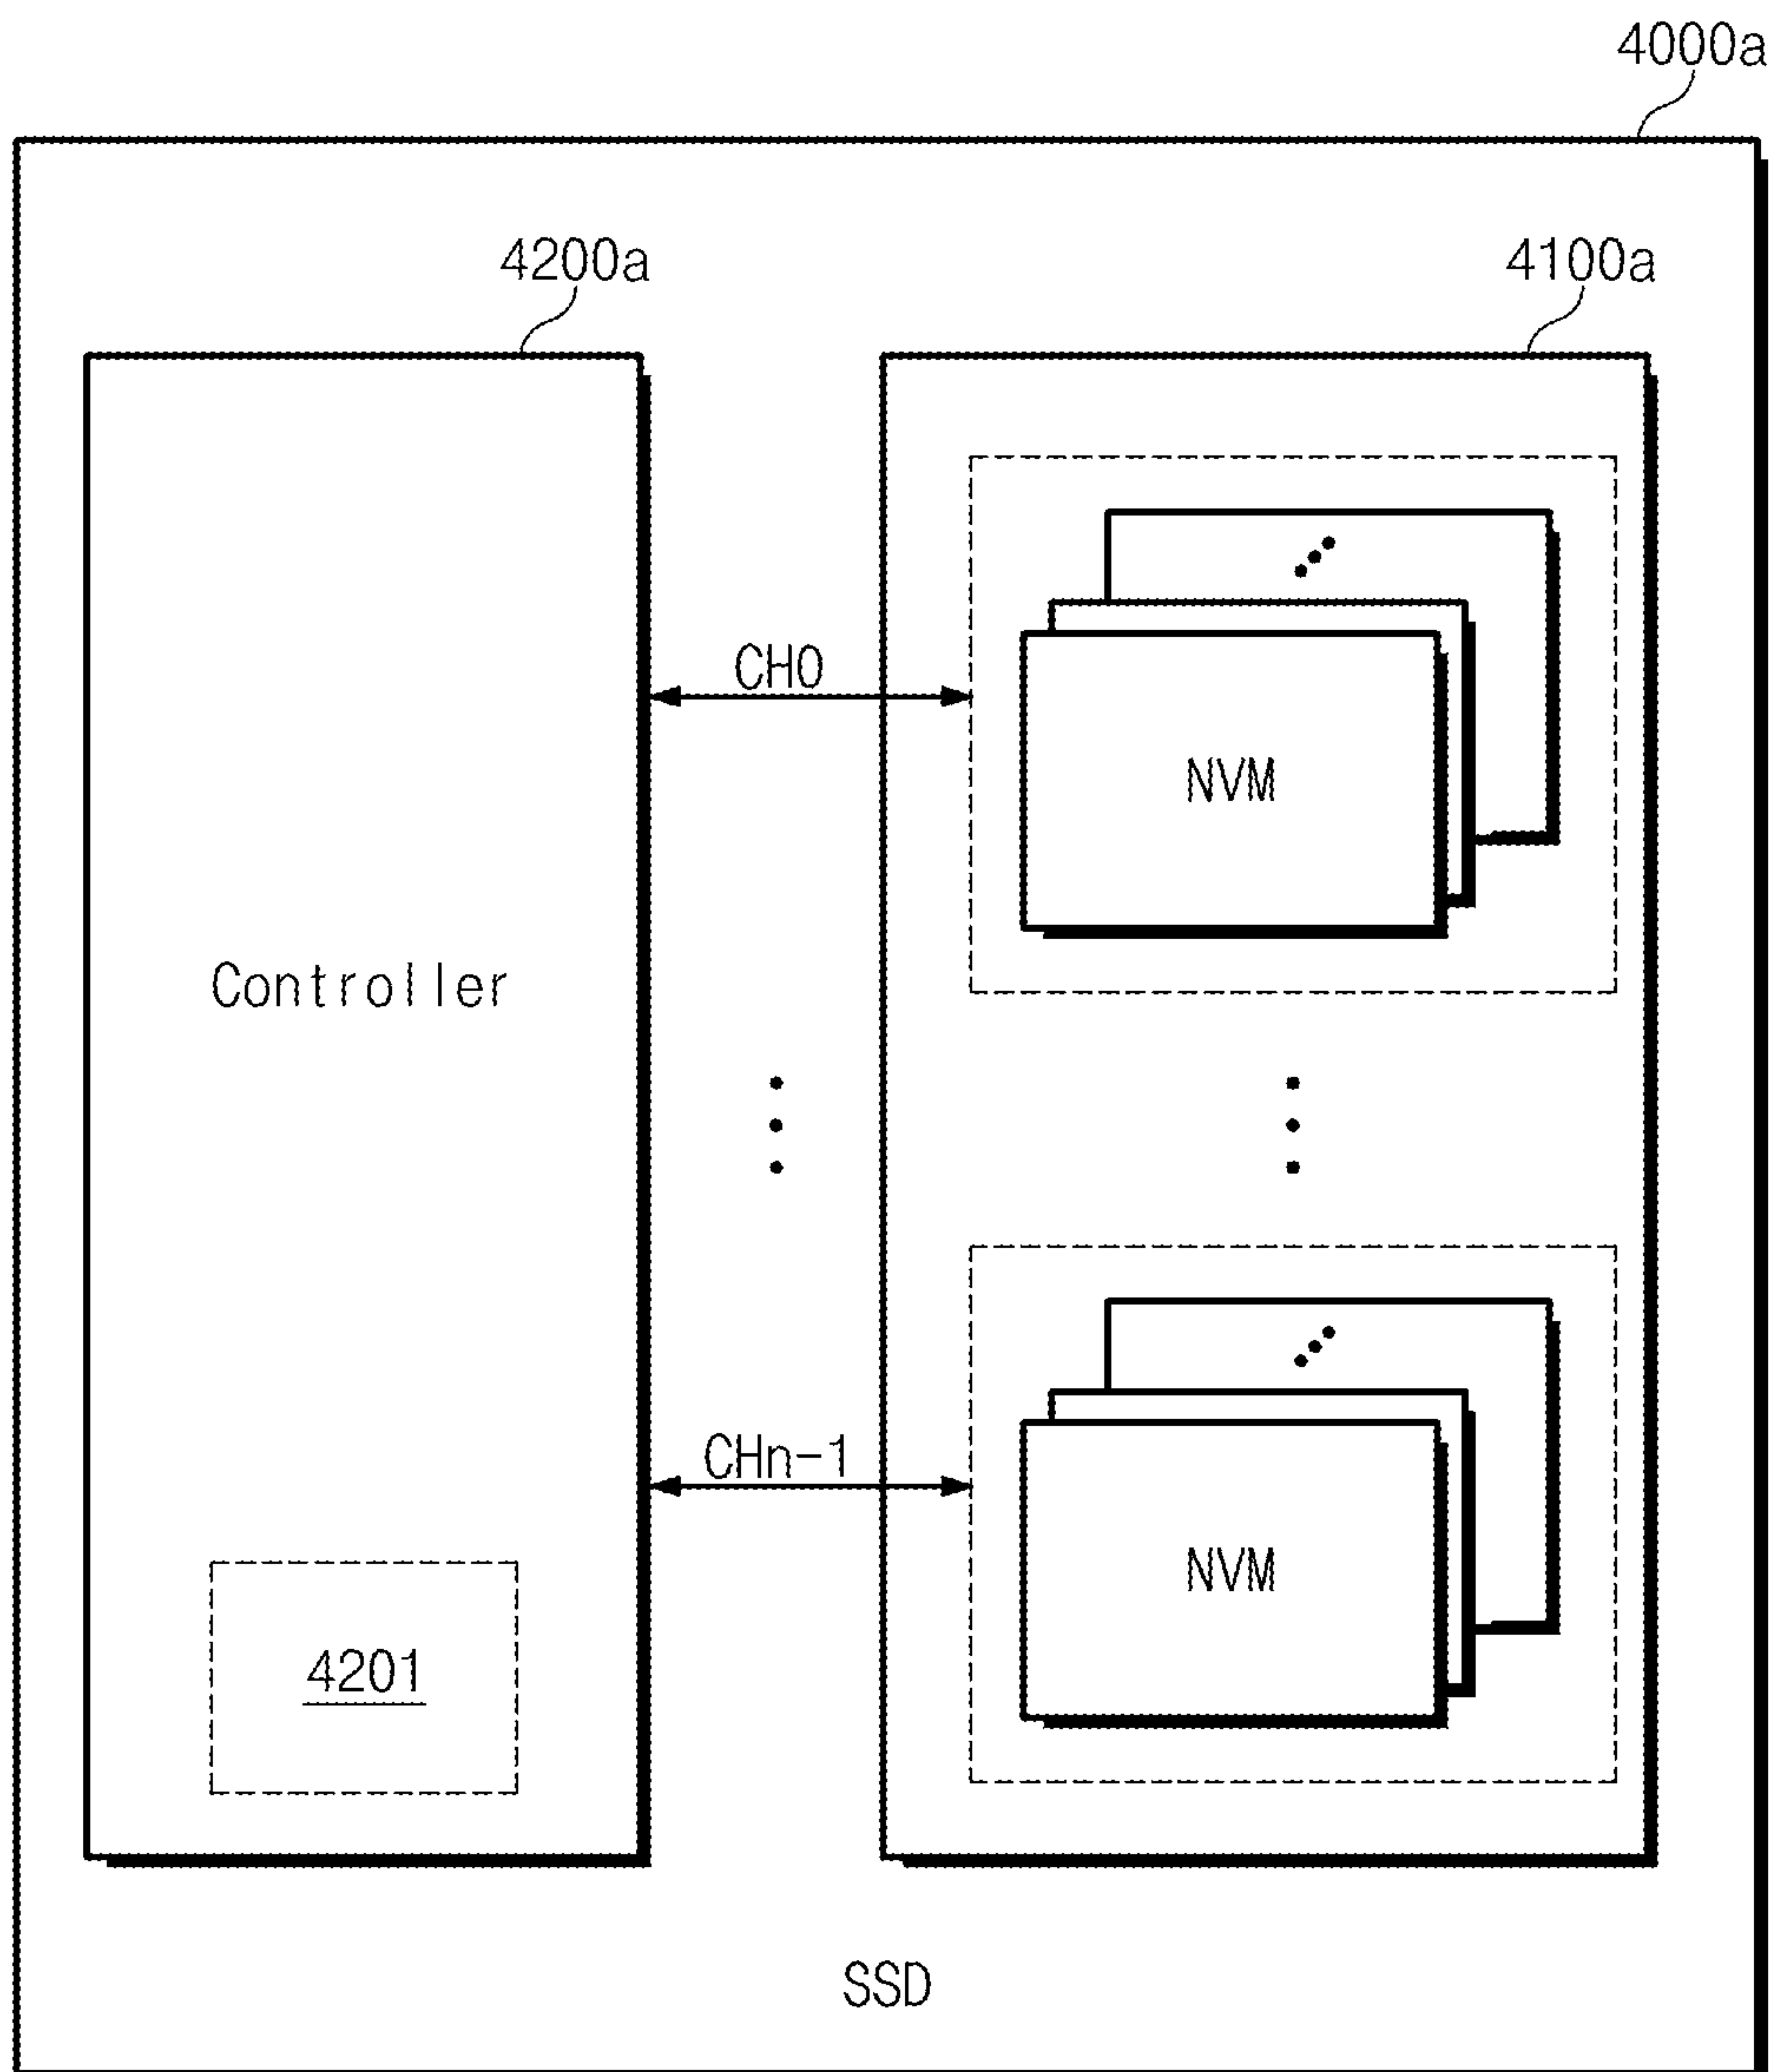 4000a
4200a
4100a
CH0
NVM
Controller
CHn-1
NVM
4201
SSD